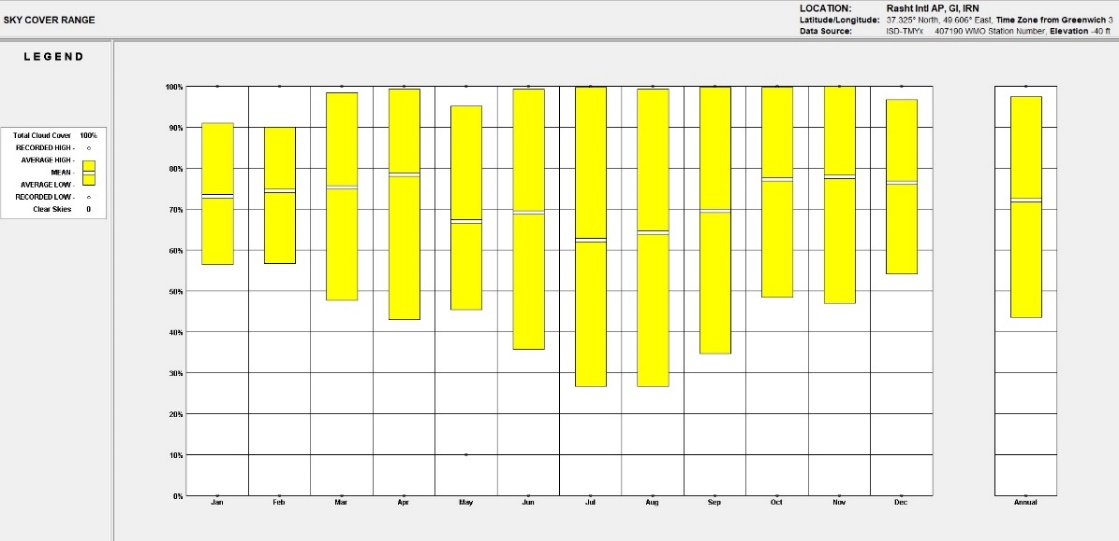 SKY COVER RANGE
LOCATION: Rasht Intl AP, GI, IRN
Latitude/Longitude: 37.325° North, 49.606° East, Time Zone from Greenwich 3
Data Source: ISD-TMYx 407190 WMO Station Number, Elevation -40 ft
LEGEND
Total Cloud Cover 100%
RECORDED HIGH -
AVERAGE HIGH -
MEAN -
AVERAGE LOW -
RECORDED LOW -
Clear Skies 0
100%
90%
80%
70%
60%
50%
40%
30%
20%
10%
0%
Jan Feb Mar Apr May Jun Jul Aug Sep Oct Nov Dec Annual